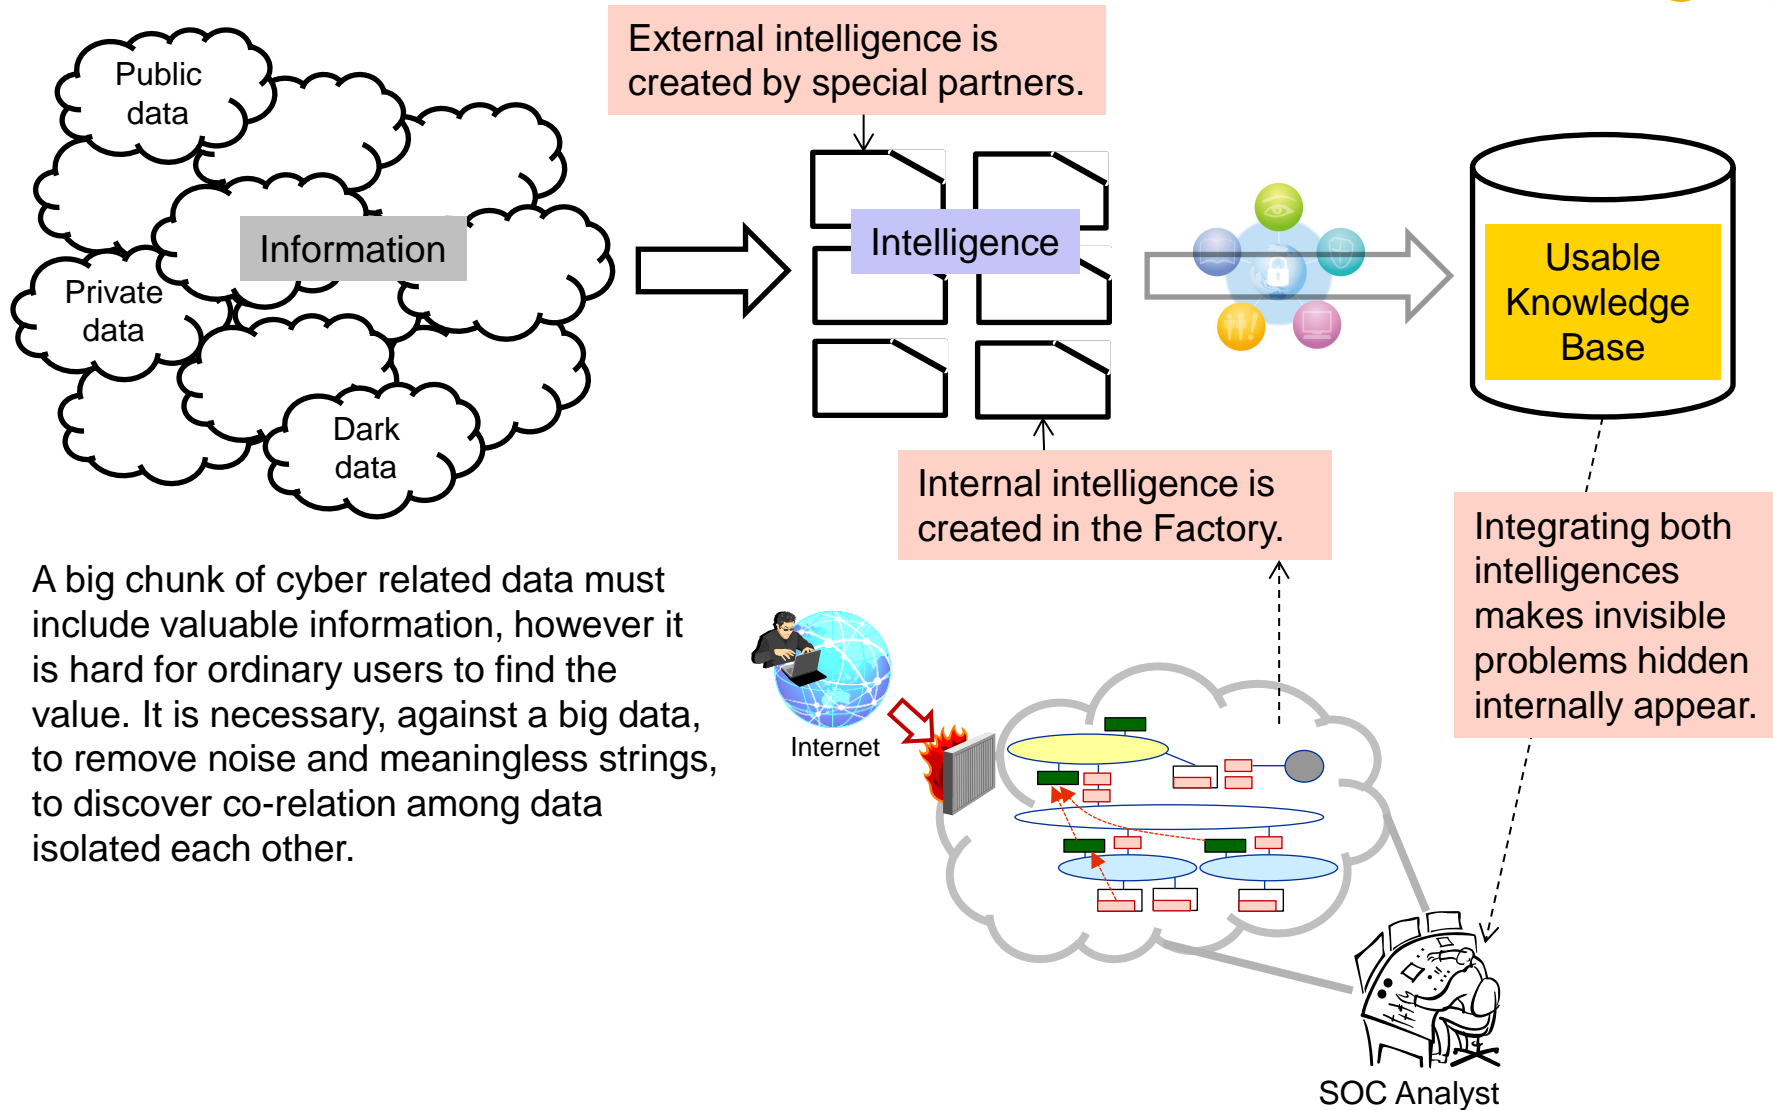 External intelligence is
created by special partners.
Public
data
Information
Intelligence
Usable
Knowledge
Base
Private
data
Dark
data
Internal intelligence is
created in the Factory.
Integrating both
intelligences
makes invisible
problems hidden
internally appear.
A big chunk of cyber related data must
include valuable information, however it
is hard for ordinary users to find the
value. It is necessary, against a big data,
to remove noise and meaningless strings,
to discover co-relation among data
isolated each other.
Internet
SOC Analyst